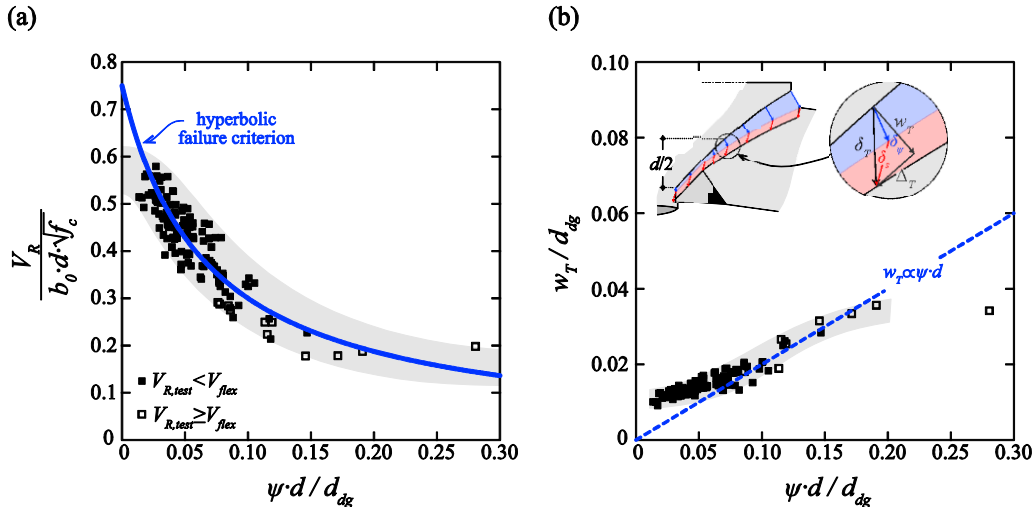 (a)
0.8
0.7
0.6
0.5
0.4
0.3
0.2
0.1
0
0.05
0.10
0.15
0.20
0.25
0.30
V_R
b_0·d·√f_c
hyperbolic
failure criterion
V_R,test<V_flex
V_R,test≥V_flex
ψ·d/d_dg
(b)
0.10
0.08
0.06
0.04
0.02
0
0
0.05
0.10
0.15
0.20
0.25
0.30
w_T/d_dg
d/2
δ_T
δ_ψ
w_T
δ_s
Δ_T
w_T∝ψ·d
ψ·d/d_dg